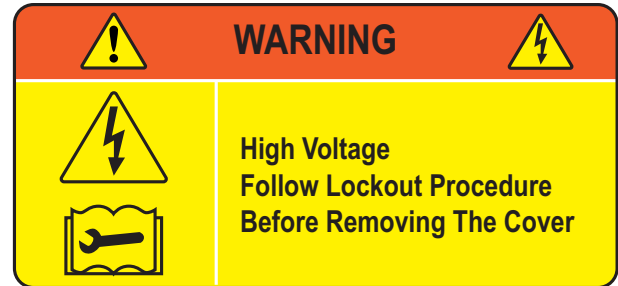 WARNING
High Voltage
Follow Lockout Procedure
Before Removing The Cover